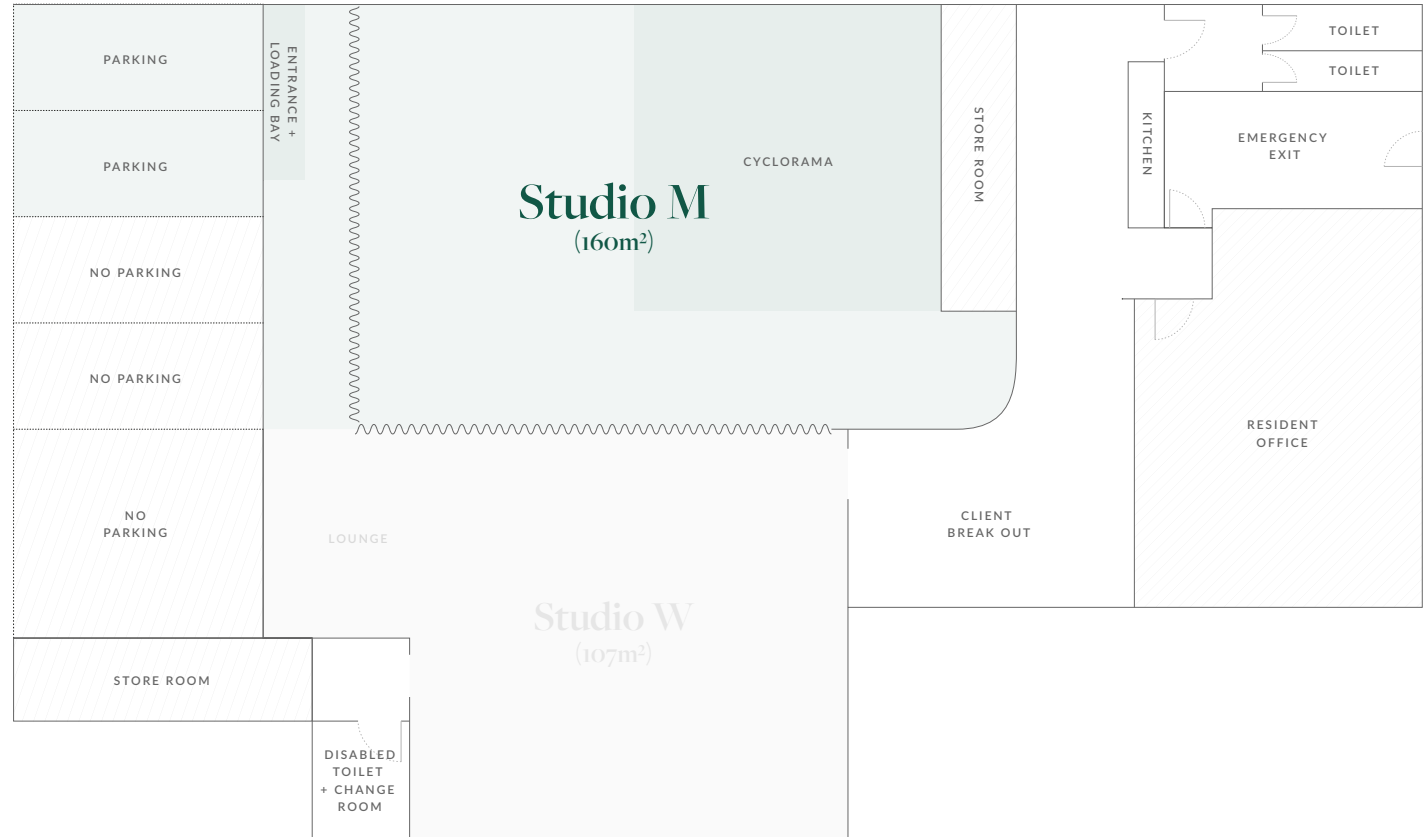 PARKING
PARKING
NO PARKING
NO PARKING
NO
PARKING
STORE ROOM
ENTRANCE +
LOADING BAY
Studio M
(160m²)
CYCLORAMA
STORE ROOM
KITCHEN
TOILET
TOILET
EMERGENCY
EXIT
RESIDENT
OFFICE
CLIENT
BREAK OUT
LOUNGE
Studio W
(107m²)
DISABLED
TOILET
+ CHANGE
ROOM